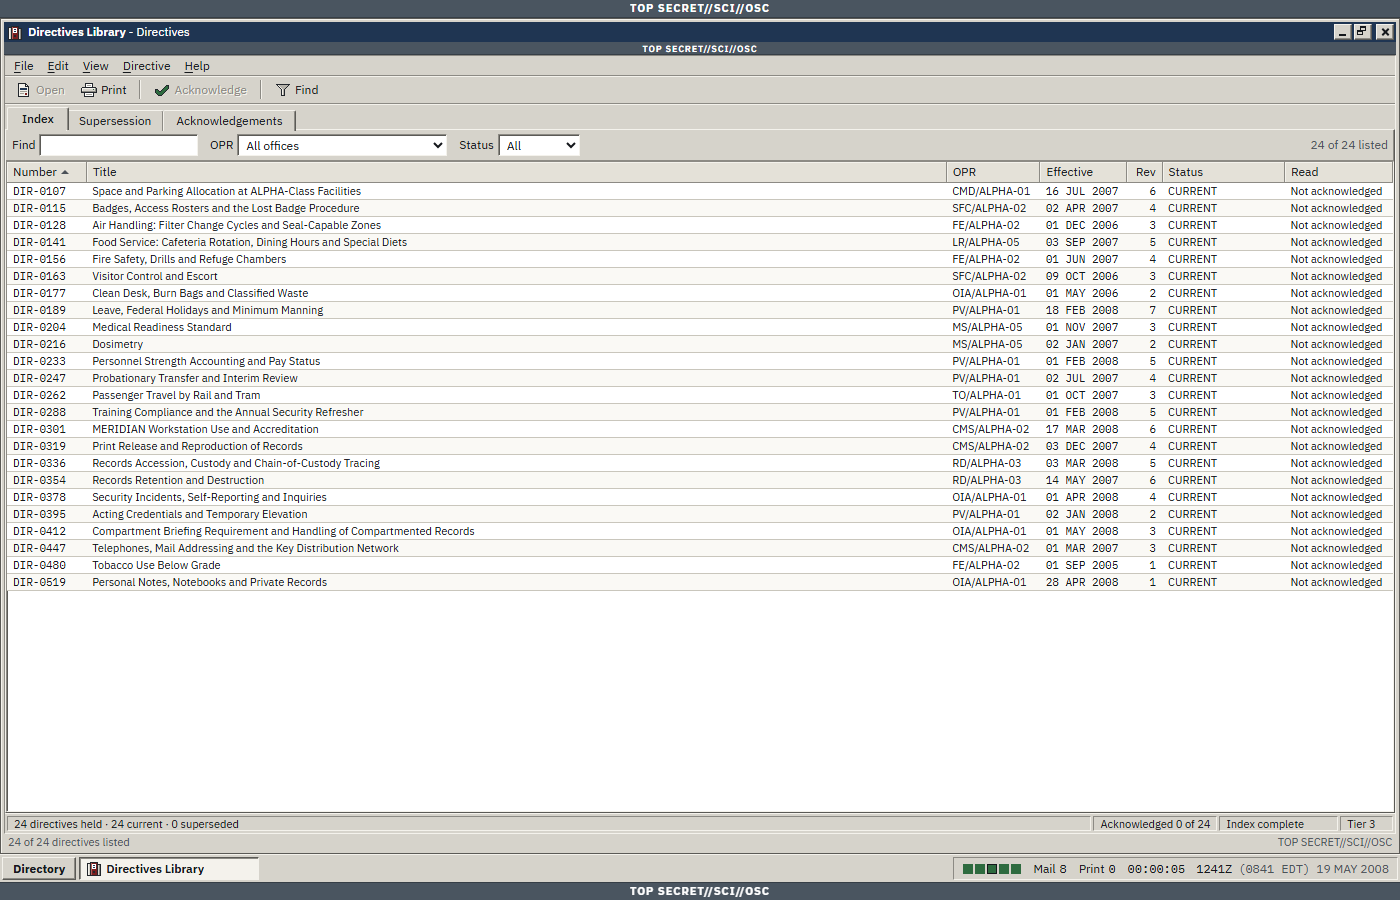 TOP SECRET//SCI//OSC
Directives Library - Directives
TOP SECRET//SCI//OSC
File Edit View Directive Help
Open Print Acknowledge Find
Index Supersession Acknowledgements
Find OPR All offices Status All 24 of 24 listed
Number Title OPR Effective Rev Status Read
DIR-0107 Space and Parking Allocation at ALPHA-Class Facilities CMD/ALPHA-01 16 JUL 2007 6 CURRENT Not acknowledged
DIR-0115 Badges, Access Rosters and the Lost Badge Procedure SFC/ALPHA-02 02 APR 2007 4 CURRENT Not acknowledged
DIR-0128 Air Handling: Filter Change Cycles and Seal-Capable Zones FE/ALPHA-02 01 DEC 2006 3 CURRENT Not acknowledged
DIR-0141 Food Service: Cafeteria Rotation, Dining Hours and Special Diets LR/ALPHA-05 03 SEP 2007 5 CURRENT Not acknowledged
DIR-0156 Fire Safety, Drills and Refuge Chambers FE/ALPHA-02 01 JUN 2007 4 CURRENT Not acknowledged
DIR-0163 Visitor Control and Escort SFC/ALPHA-02 09 OCT 2006 3 CURRENT Not acknowledged
DIR-0177 Clean Desk, Burn Bags and Classified Waste OIA/ALPHA-01 01 MAY 2006 2 CURRENT Not acknowledged
DIR-0189 Leave, Federal Holidays and Minimum Manning PV/ALPHA-01 18 FEB 2008 7 CURRENT Not acknowledged
DIR-0204 Medical Readiness Standard MS/ALPHA-05 01 NOV 2007 3 CURRENT Not acknowledged
DIR-0216 Dosimetry MS/ALPHA-05 02 JAN 2007 2 CURRENT Not acknowledged
DIR-0233 Personnel Strength Accounting and Pay Status PV/ALPHA-01 01 FEB 2008 5 CURRENT Not acknowledged
DIR-0247 Probationary Transfer and Interim Review PV/ALPHA-01 02 JUL 2007 4 CURRENT Not acknowledged
DIR-0262 Passenger Travel by Rail and Tram TO/ALPHA-01 01 OCT 2007 3 CURRENT Not acknowledged
DIR-0288 Training Compliance and the Annual Security Refresher PV/ALPHA-01 01 FEB 2008 5 CURRENT Not acknowledged
DIR-0301 MERIDIAN Workstation Use and Accreditation CMS/ALPHA-02 17 MAR 2008 6 CURRENT Not acknowledged
DIR-0319 Print Release and Reproduction of Records CMS/ALPHA-02 03 DEC 2007 4 CURRENT Not acknowledged
DIR-0336 Records Accession, Custody and Chain-of-Custody Tracing RD/ALPHA-03 03 MAR 2008 5 CURRENT Not acknowledged
DIR-0354 Records Retention and Destruction RD/ALPHA-03 14 MAY 2007 6 CURRENT Not acknowledged
DIR-0378 Security Incidents, Self-Reporting and Inquiries OIA/ALPHA-01 01 APR 2008 4 CURRENT Not acknowledged
DIR-0395 Acting Credentials and Temporary Elevation PV/ALPHA-01 02 JAN 2008 2 CURRENT Not acknowledged
DIR-0412 Compartment Briefing Requirement and Handling of Compartmented Records OIA/ALPHA-01 01 MAY 2008 3 CURRENT Not acknowledged
DIR-0447 Telephones, Mail Addressing and the Key Distribution Network CMS/ALPHA-02 01 MAR 2007 3 CURRENT Not acknowledged
DIR-0480 Tobacco Use Below Grade FE/ALPHA-02 01 SEP 2005 1 CURRENT Not acknowledged
DIR-0519 Personal Notes, Notebooks and Private Records OIA/ALPHA-01 28 APR 2008 1 CURRENT Not acknowledged
24 directives held · 24 current · 0 superseded Acknowledged 0 of 24 Index complete Tier 3
24 of 24 directives listed TOP SECRET//SCI//OSC
Directory Directives Library Mail 8 Print 0 00:00:05 1241Z (0841 EDT) 19 MAY 2008
TOP SECRET//SCI//OSC